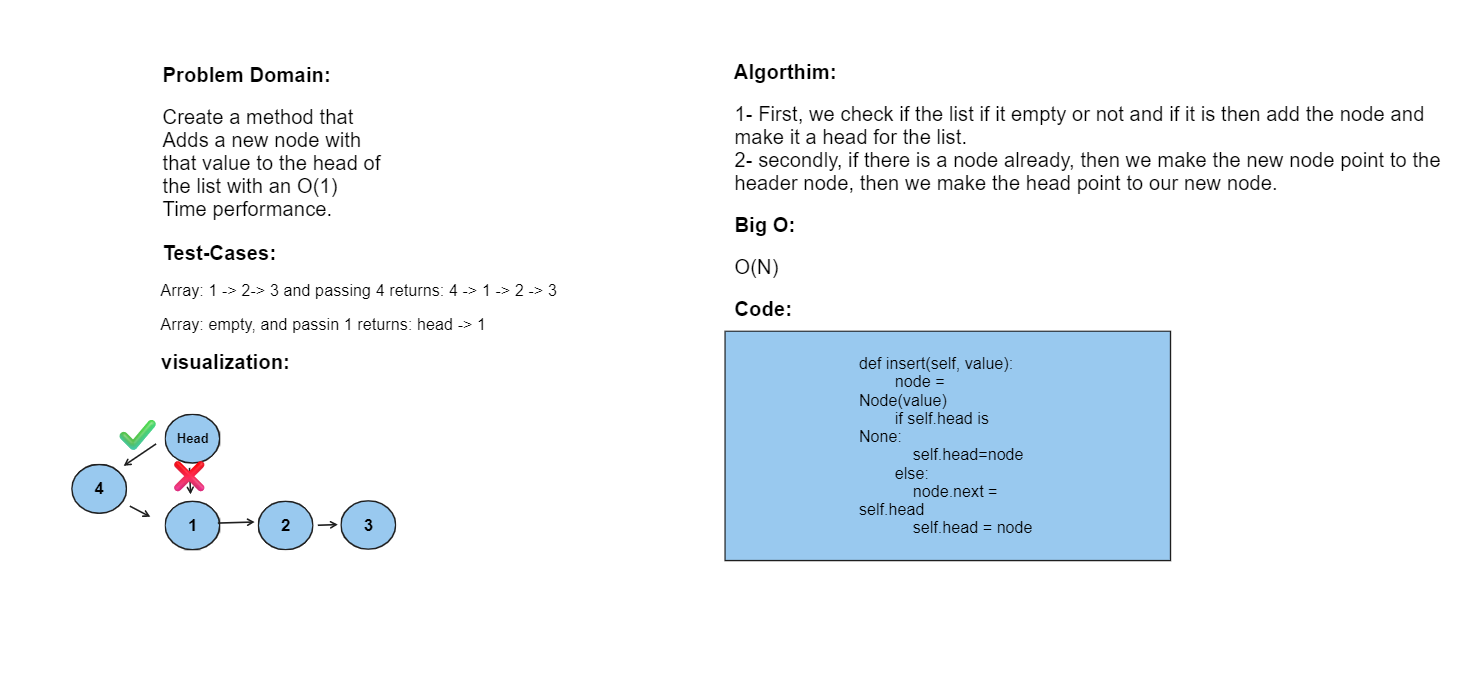 Problem Domain:
Create a method that
Adds a new node with
that value to the head of
the list with an O(1)
Time performance.
Test-Cases:
Array: 1 -> 2-> 3 and passing 4 returns: 4 -> 1 -> 2 -> 3
Array: empty, and passin 1 returns: head -> 1
visualization:
Head
4
1
2
3
Algorthim:
1- First, we check if the list if it empty or not and if it is then add the node and
make it a head for the list.
2- secondly, if there is a node already, then we make the new node point to the
header node, then we make the head point to our new node.
Big O:
O(N)
Code:
def insert(self, value):
node =
Node(value)
if self.head is
None:
self.head=node
else:
node.next =
self.head
self.head = node